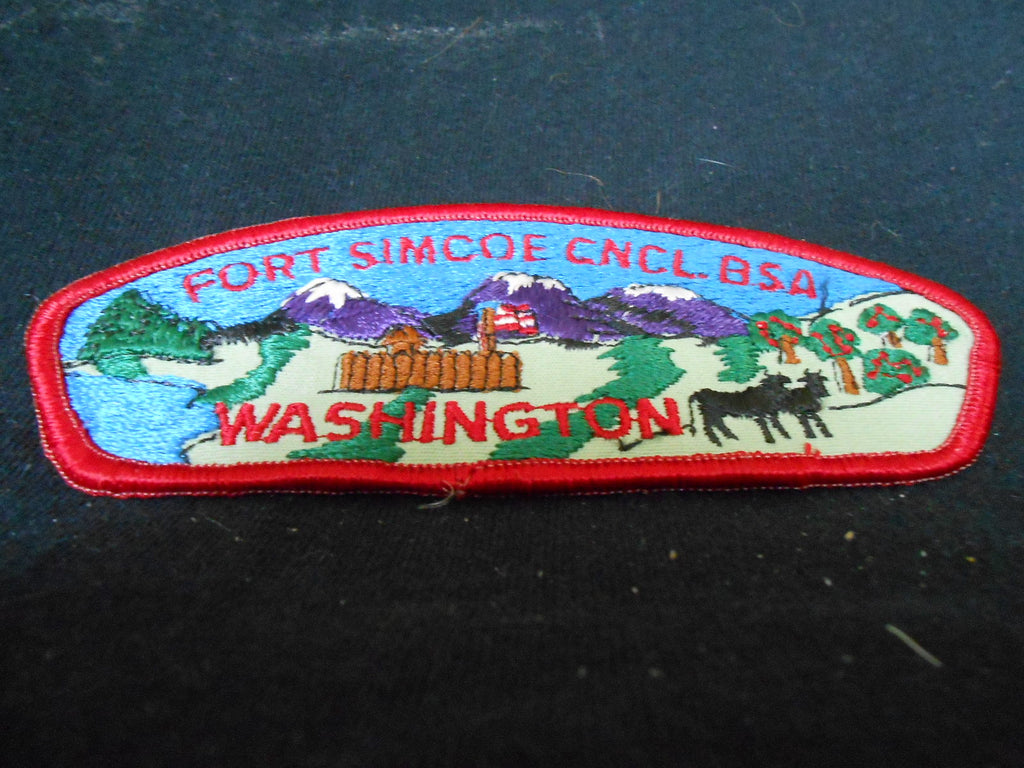 FORT SIMCOE CNCL. BSA
WASHINGTON